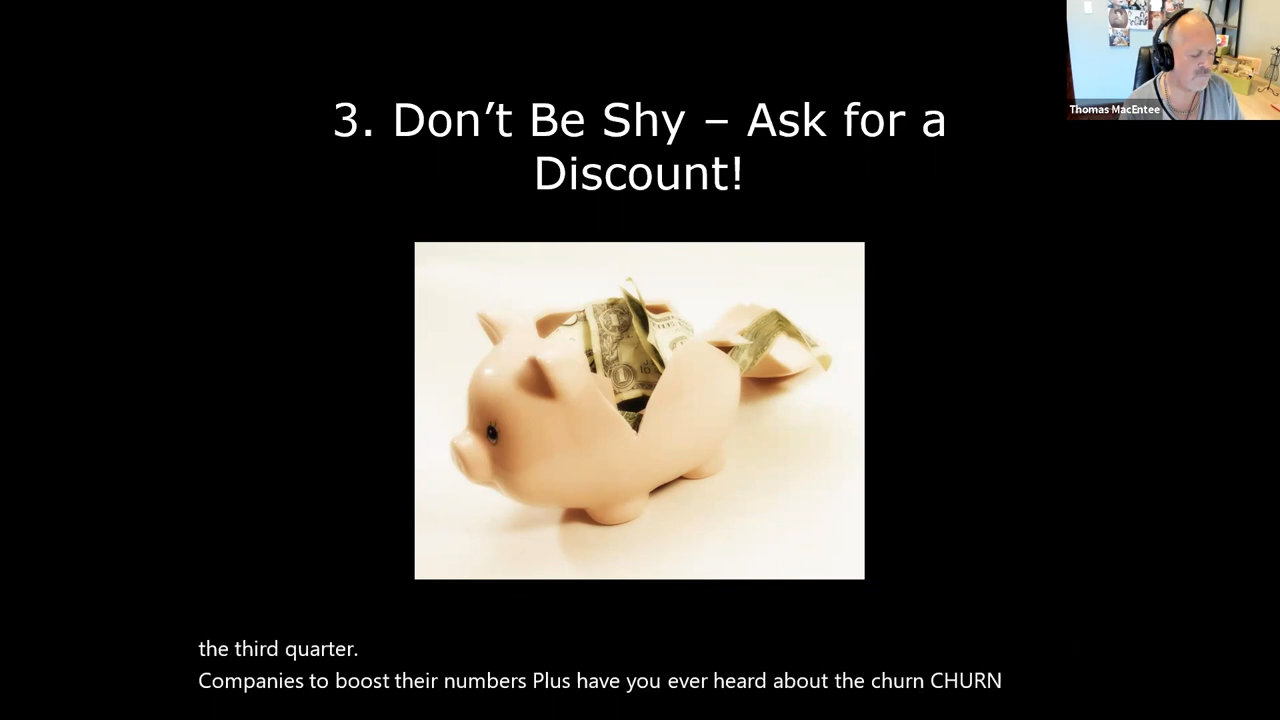 Thomas MacEntee
3. Don’t Be Shy – Ask for a
Discount!
the third quarter.
Companies to boost their numbers Plus have you ever heard about the churn CHURN